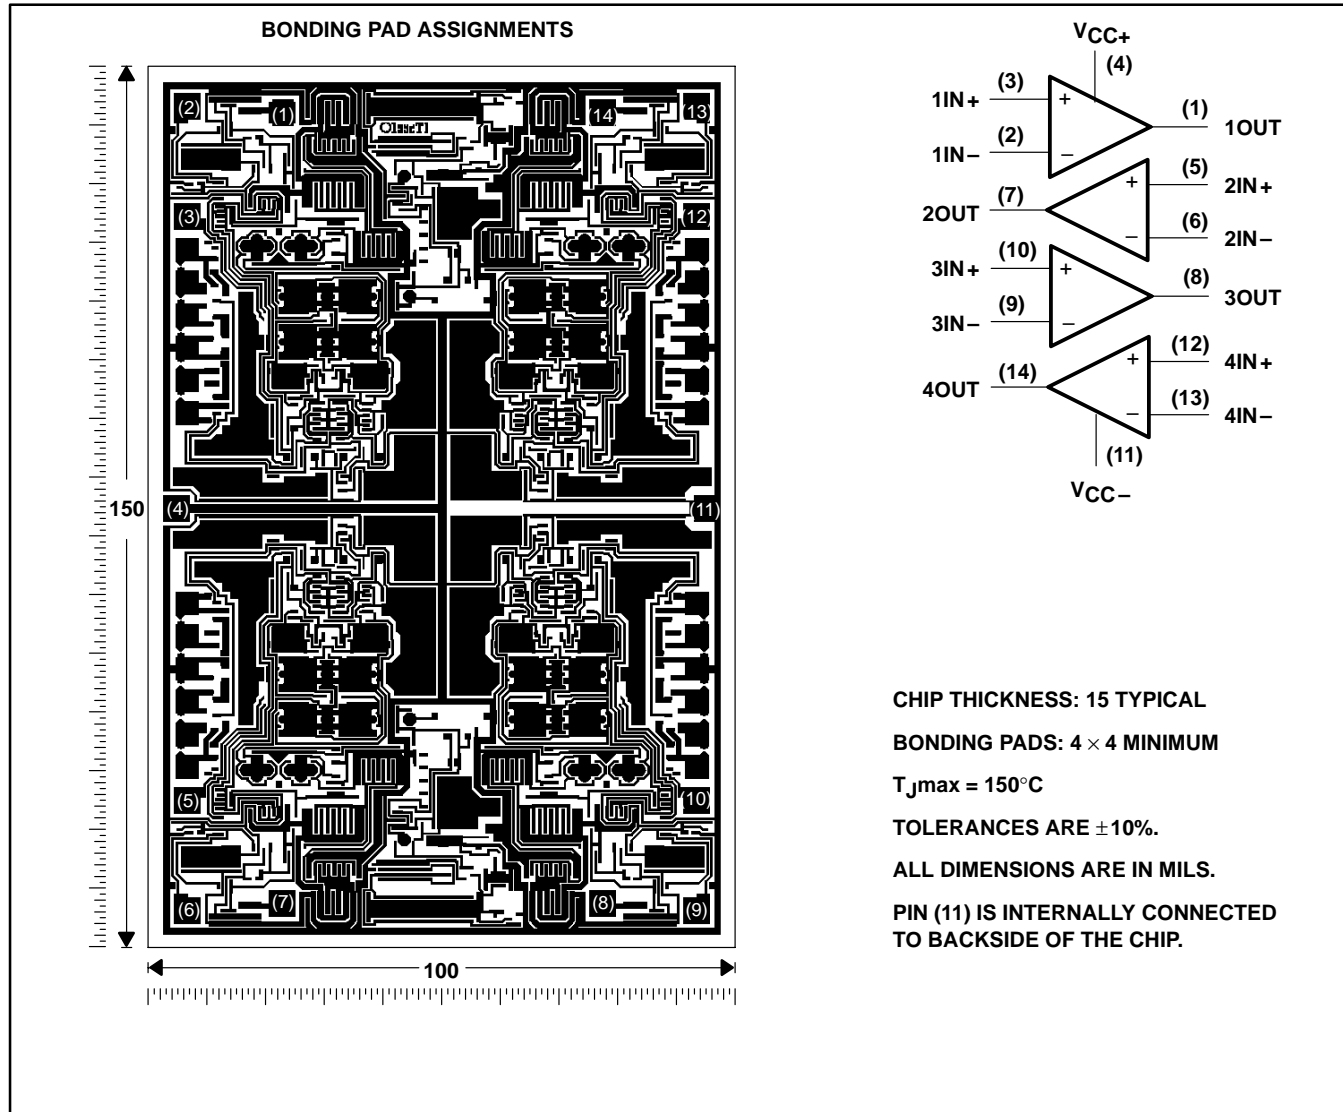 BONDING PAD ASSIGNMENTS
(2)
(1)
(14)
(13)
(3)
(12)
(4)
(11)
(5)
(10)
(6)
(7)
(8)
(9)
150
100
VCC+
(4)
1IN+
(3)
1IN−
(2)
(1)
1OUT
2OUT
(7)
(5)
2IN+
(6)
2IN−
3IN+
(10)
3IN−
(9)
(8)
3OUT
4OUT
(14)
(12)
4IN+
(13)
4IN−
(11)
VCC−
+
−
+
−
+
−
+
−
CHIP THICKNESS: 15 TYPICAL
BONDING PADS: 4 × 4 MINIMUM
TJmax = 150°C
TOLERANCES ARE ±10%.
ALL DIMENSIONS ARE IN MILS.
PIN (11) IS INTERNALLY CONNECTED
TO BACKSIDE OF THE CHIP.